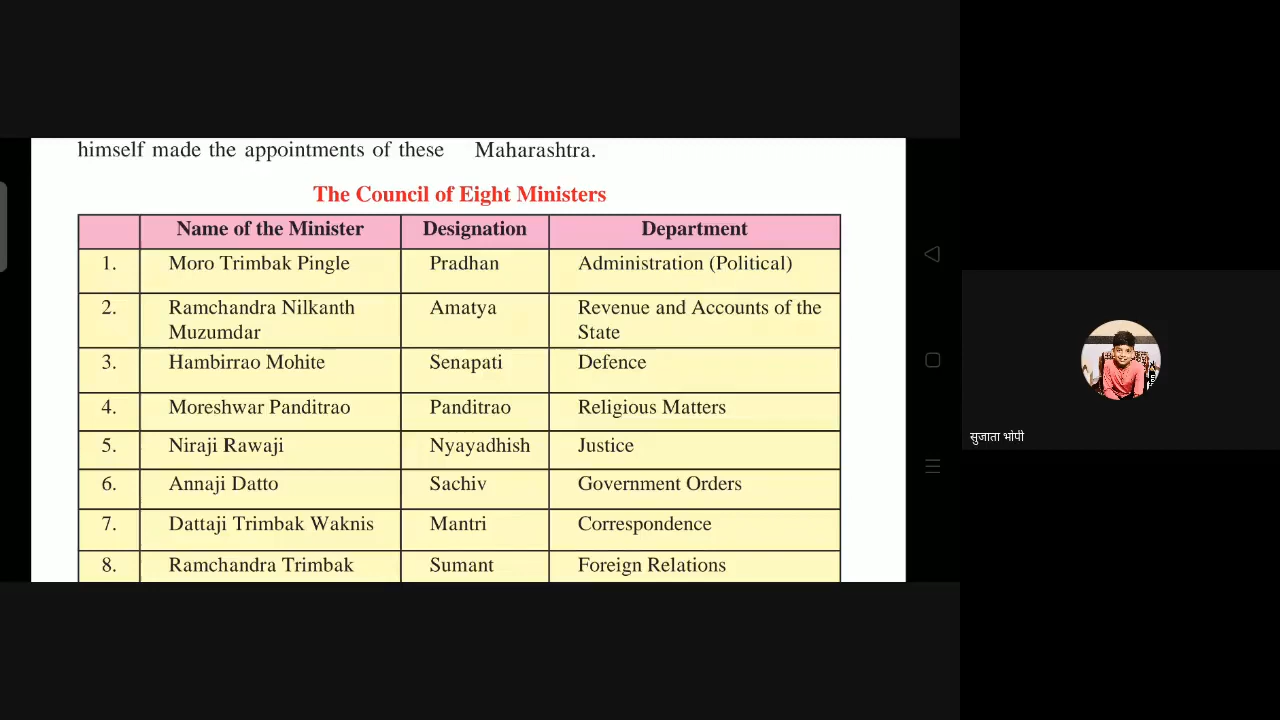 himself made the appointments of these Maharashtra.
The Council of Eight Ministers
Name of the Minister Designation Department
1. Moro Trimbak Pingle Pradhan Administration (Political)
2. Ramchandra Nilkanth Muzumdar Amatya Revenue and Accounts of the State
3. Hambirrao Mohite Senapati Defence
4. Moreshwar Panditrao Panditrao Religious Matters
5. Niraji Rawaji Nyayadhish Justice
6. Annaji Datto Sachiv Government Orders
7. Dattaji Trimbak Waknis Mantri Correspondence
8. Ramchandra Trimbak Sumant Foreign Relations
सुजाता भोपी